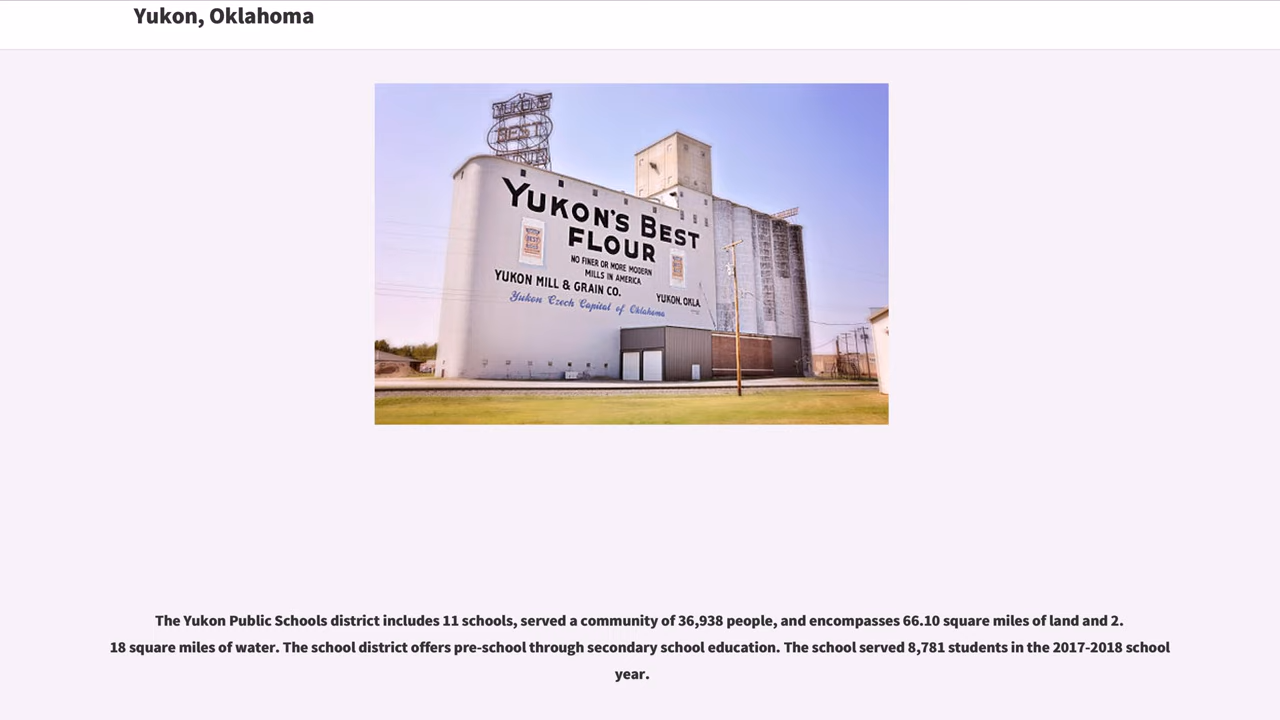 Yukon, Oklahoma
YUKON'S
BEST
FLOUR
YUKON'S BEST
FLOUR
NO FINER OR MORE MODERN
MILLS IN AMERICA
YUKON MILL & GRAIN CO.
YUKON, OKLA.
Yukon Czech Capital of Oklahoma
The Yukon Public Schools district includes 11 schools, served a community of 36,938 people, and encompasses 66.10 square miles of land and 2.
18 square miles of water. The school district offers pre-school through secondary school education. The school served 8,781 students in the 2017-2018 school
year.